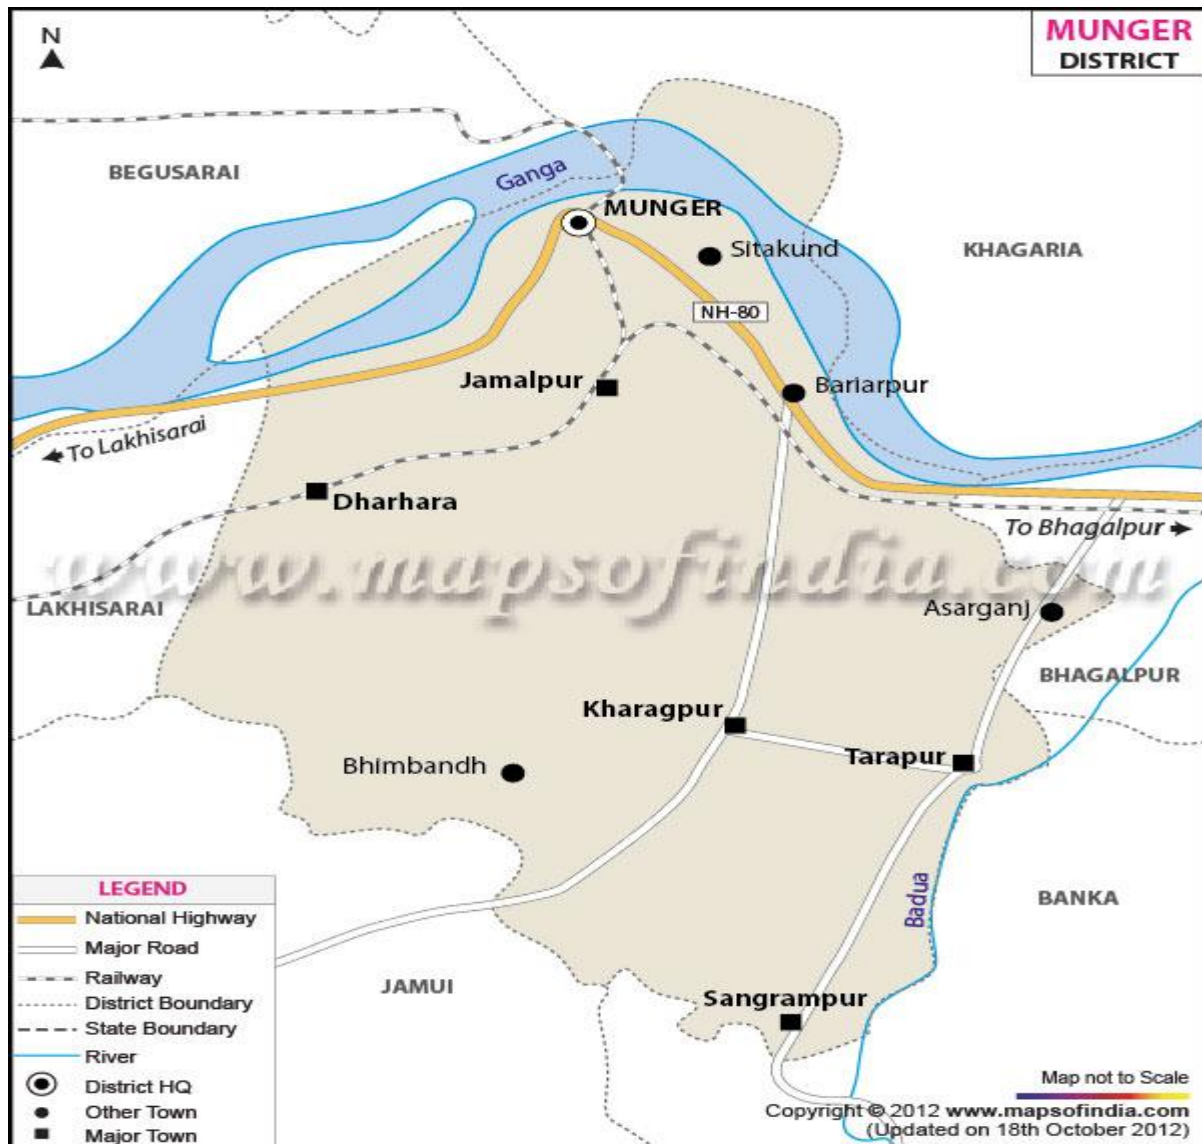 N
MUNGER
DISTRICT
BEGUSARAI
Ganga
MUNGER
Sitakund
KHAGARIA
NH-80
Jamalpur
Bariarpur
To Lakhisarai
Dharhara
To Bhagalpur
www.mapsofindia.com
LAKHISARAI
Asarganj
BHAGALPUR
Kharagpur
Tarapur
Bhimbandh
Badua
BANKA
JAMUI
Sangrampur
LEGEND
National Highway
Major Road
Railway
District Boundary
State Boundary
River
District HQ
Other Town
Major Town
Map not to Scale
Copyright © 2012 www.mapsofindia.com
(Updated on 18th October 2012)